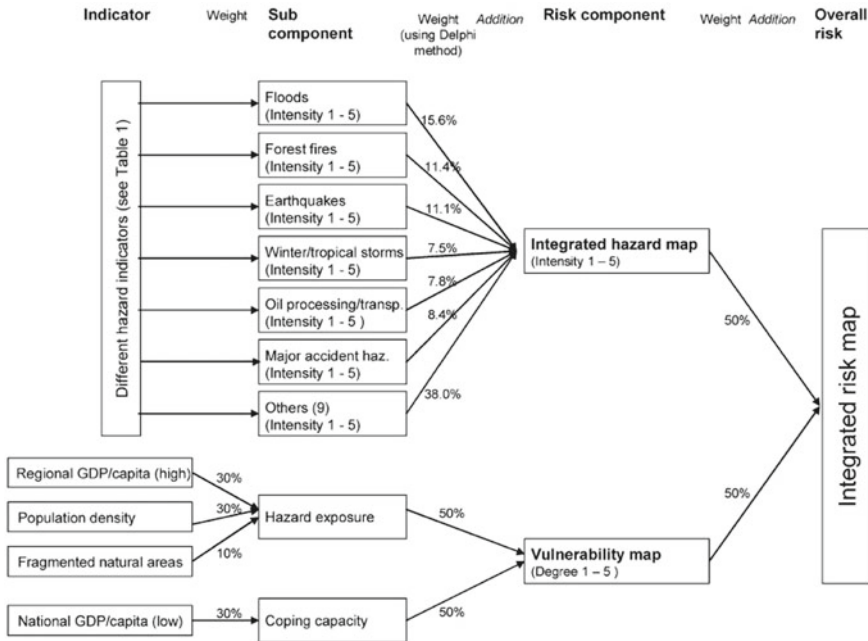 Indicator
Weight
Sub
component
Weight
(using Delphi
method)
Addition
Risk component
Weight
Addition
Overall
risk
Different hazard indicators (see Table 1)
Floods
(Intensity 1 - 5)
15.6%
Forest fires
(Intensity 1 - 5)
11.4%
Earthquakes
(Intensity 1 - 5)
11.1%
Winter/tropical storms
(Intensity 1 - 5)
7.5%
Oil processing/transp.
(Intensity 1 - 5 )
7.8%
Major accident haz.
(Intensity 1 - 5)
8.4%
Others (9)
(Intensity 1 - 5)
38.0%
Integrated hazard map
(Intensity 1 – 5)
50%
Integrated risk map
Regional GDP/capita (high)
30%
Population density
30%
Fragmented natural areas
10%
Hazard exposure
50%
National GDP/capita (low)
30%
Coping capacity
50%
Vulnerability map
(Degree 1 – 5 )
50%